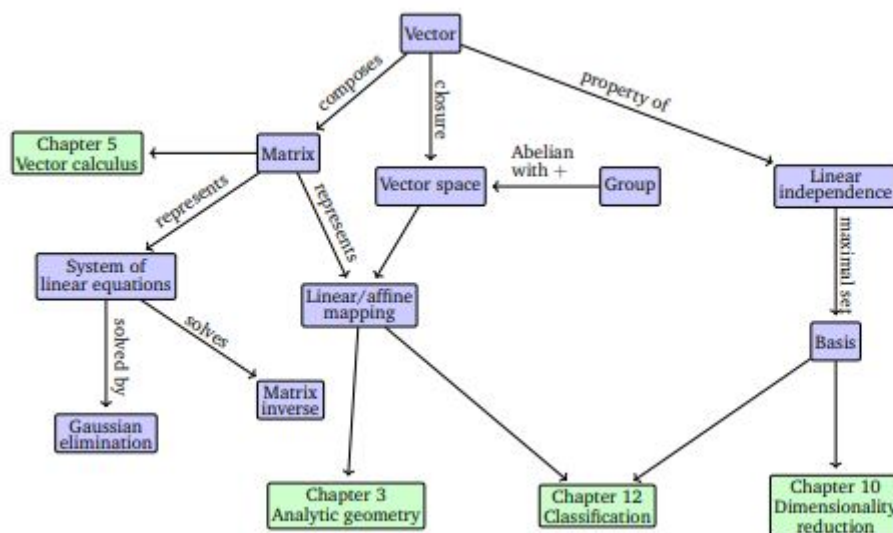 Vector
composes
closure
property of
Chapter 5
Vector calculus
Matrix
Abelian
with +
Vector space
Group
Linear
independence
represents
represents
maximal set
System of
linear equations
Linear/affine
mapping
solved by
solves
Basis
Matrix
inverse
Gaussian
elimination
Chapter 3
Analytic geometry
Chapter 12
Classification
Chapter 10
Dimensionality
reduction